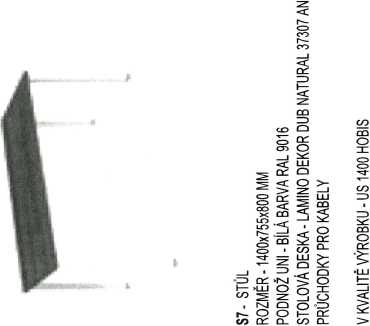 S7 - STŮL
ROZMĚR - 1400x755x800 MM
PODNOŽ UNI - BÍLÁ BARVA RAL 9016
STOLOVÁ DESKA - LAMINO DEKOR DUB NATURAL 37307 AN
PRŮCHODKY PRO KABELY
V KVALITĚ VÝROBKU - US 1400 HOBIS